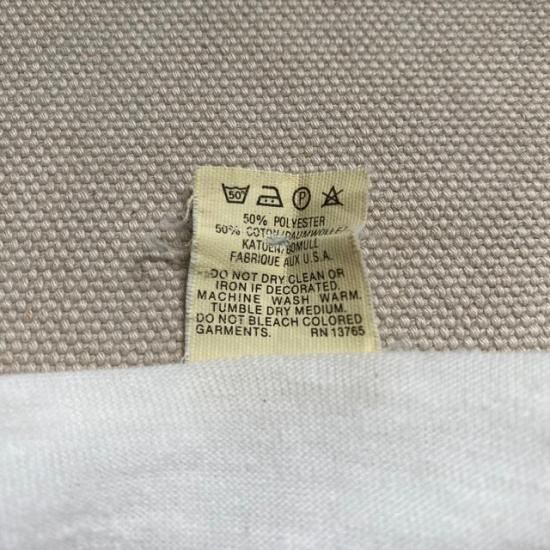 50° P
50% POLYESTER
50% COTON/BAUMWOLLE/
KATOEN/BOMULL
FABRIQUE AUX U.S.A.
DO NOT DRY CLEAN OR
IRON IF DECORATED.
MACHINE WASH WARM.
TUMBLE DRY MEDIUM.
DO NOT BLEACH COLORED
GARMENTS. RN 13765